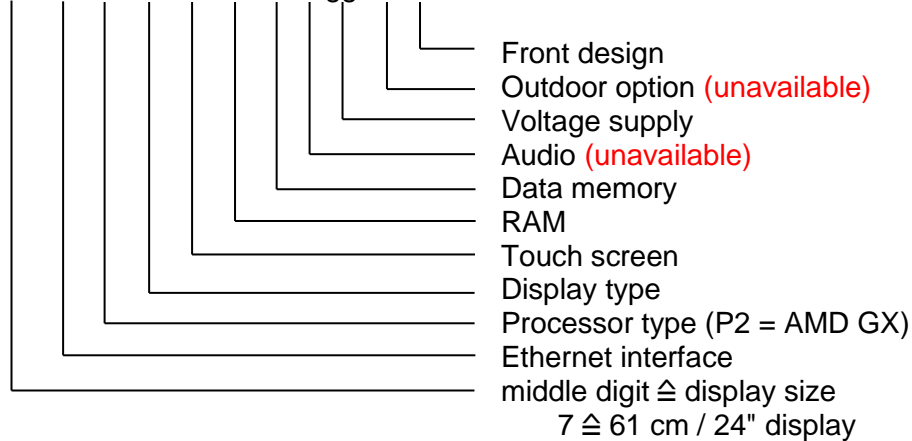 Front design
Outdoor option (unavailable)
Voltage supply
Audio (unavailable)
Data memory
RAM
Touch screen
Display type
Processor type (P2 = AMD GX)
Ethernet interface
middle digit ≙ display size
7 ≙ 61 cm / 24" display